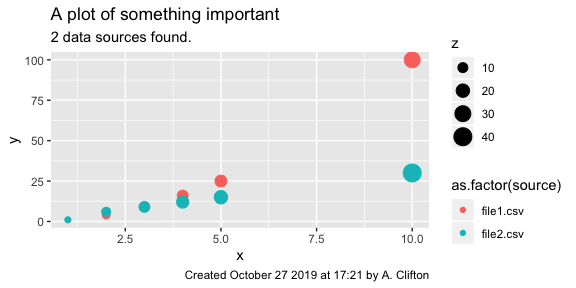 A plot of something important
2 data sources found.
100
75
50
25
0
y
2.5 5.0 7.5 10.0
x
Created October 27 2019 at 17:21 by A. Clifton
z
10
20
30
40
as.factor(source)
file1.csv
file2.csv